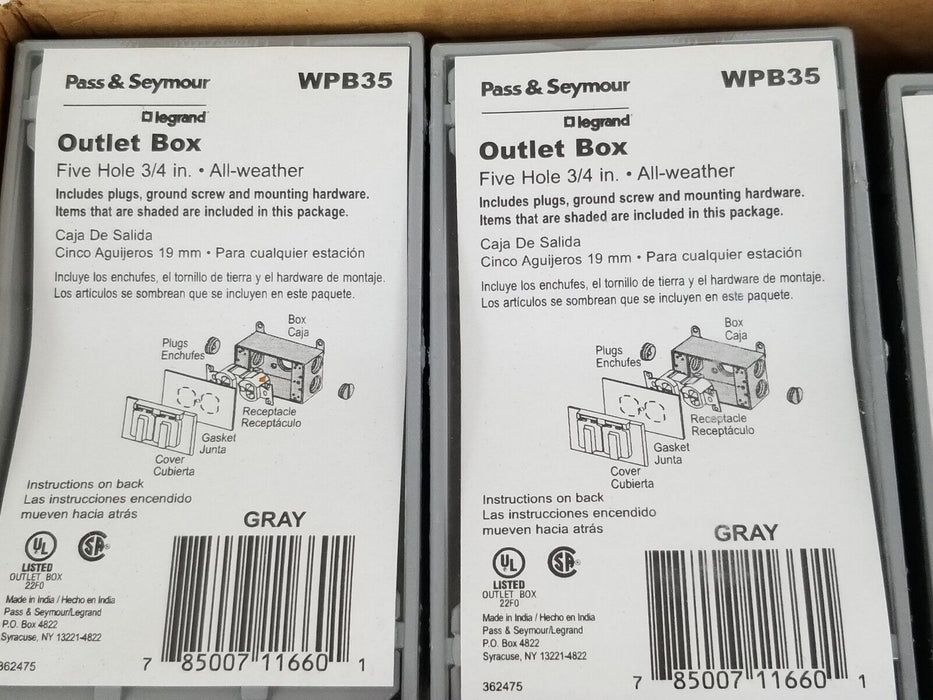 Pass & Seymour
WPB35
legrand
Outlet Box
Five Hole 3/4 in. • All-weather
Includes plugs, ground screw and mounting hardware.
Items that are shaded are included in this package.
Caja De Salida
Cinco Aguijeros 19 mm • Para cualquier estación
Incluye los enchufes, el tornillo de tierra y el hardware de montaje.
Los artículos se sombrean que se incluyen en este paquete.
Box
Caja
Plugs
Enchufes
Receptacle
Receptáculo
Gasket
Junta
Cover
Cubierta
Instructions on back
Las instrucciones encendido
mueven hacia atrás
GRAY
UL
LISTED
OUTLET BOX
22F0
SA
Made in India / Hecho en India
Pass & Seymour/Legrand
P.O. Box 4822
Syracuse, NY 13221-4822
362475
7 85007 11660 1
Pass & Seymour
WPB35
legrand
Outlet Box
Five Hole 3/4 in. • All-weather
Includes plugs, ground screw and mounting hardware.
Items that are shaded are included in this package.
Caja De Salida
Cinco Aguijeros 19 mm • Para cualquier estación
Incluye los enchufes, el tornillo de tierra y el hardware de montaje.
Los artículos se sombrean que se incluyen en este paquete.
Box
Caja
Plugs
Enchufes
Receptacle
Receptáculo
Gasket
Junta
Cover
Cubierta
Instructions on back
Las instrucciones encendido
mueven hacia atrás
GRAY
UL
LISTED
OUTLET BOX
22F0
SA
Made in India / Hecho en India
Pass & Seymour/Legrand
P.O. Box 4822
Syracuse, NY 13221-4822
362475
7 85007 11660 1